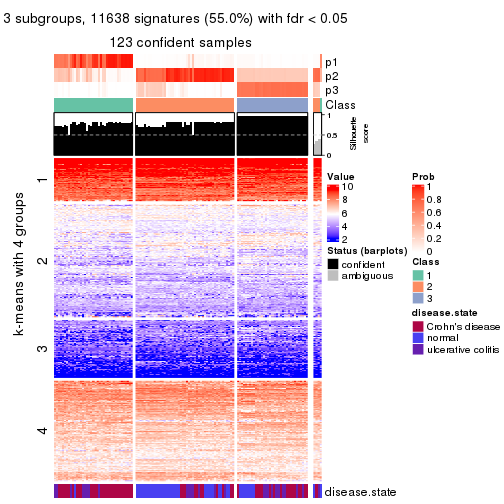 3 subgroups, 11638 signatures (55.0%) with fdr < 0.05
123 confident samples
p1
p2
p3
Class
1
0.5
0
Silhouette
score
k-means with 4 groups
1
2
3
4
Value
10
8
6
4
2
Status (barplots)
confident
ambiguous
Prob
1
0.8
0.6
0.4
0.2
0
Class
1
2
3
disease.state
Crohn's disease
normal
ulcerative colitis
disease.state